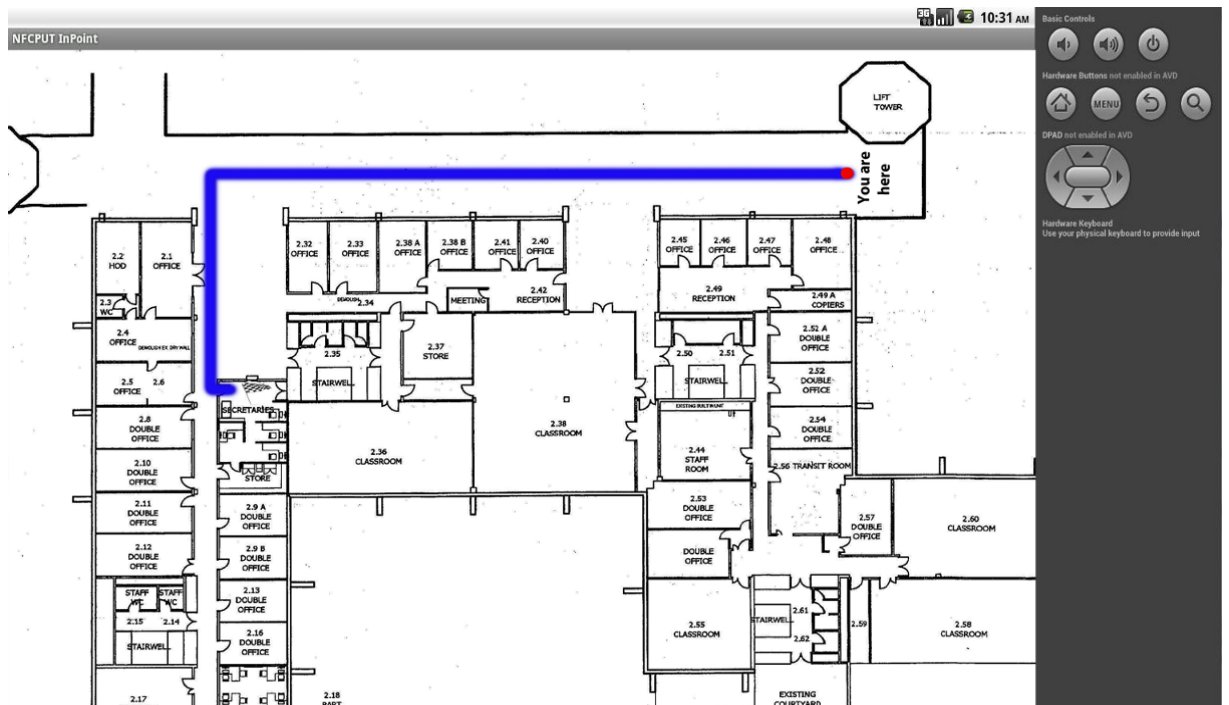 10:31 AM
NFCPUT InPoint
Basic Controls
Hardware Buttons not enabled in AVD
MENU
DPAD not enabled in AVD
Hardware Keyboard
Use your physical keyboard to provide input
LIFT
TOWER
You are
here
2.2
HOD
2.1
OFFICE
2.32
OFFICE
2.33
OFFICE
2.38 A
OFFICE
2.38 B
OFFICE
2.41
OFFICE
2.40
OFFICE
2.45
OFFICE
2.46
OFFICE
2.47
OFFICE
2.48
OFFICE
2.3
WC
2.34
MEETING
2.42
RECEPTION
2.49
RECEPTION
2.49 A
COPIERS
2.4
OFFICE
2.35
2.37
STORE
2.50
2.51
2.52 A
DOUBLE
OFFICE
2.5
OFFICE
2.6
STAIRWEL
STAIRWEL
2.52
DOUBLE
OFFICE
SECRETARIES
2.8
DOUBLE
OFFICE
2.38
CLASSROOM
2.54
DOUBLE
OFFICE
2.36
CLASSROOM
2.44
STAFF
ROOM
2.56 TRANSIT ROOM
2.10
DOUBLE
OFFICE
STORE
2.11
DOUBLE
OFFICE
2.9 A
DOUBLE
OFFICE
2.53
DOUBLE
OFFICE
2.57
DOUBLE
OFFICE
2.60
CLASSROOM
2.12
DOUBLE
OFFICE
2.9 B
DOUBLE
OFFICE
DOUBLE
OFFICE
STAFF
WC
STAFF
WC
2.13
DOUBLE
OFFICE
2.15
2.14
2.16
DOUBLE
OFFICE
2.55
CLASSROOM
STAIRWEL
2.61
2.62
2.59
2.58
CLASSROOM
STAIRWEL
2.17
2.18
PART
EXISTING
COURTYARD